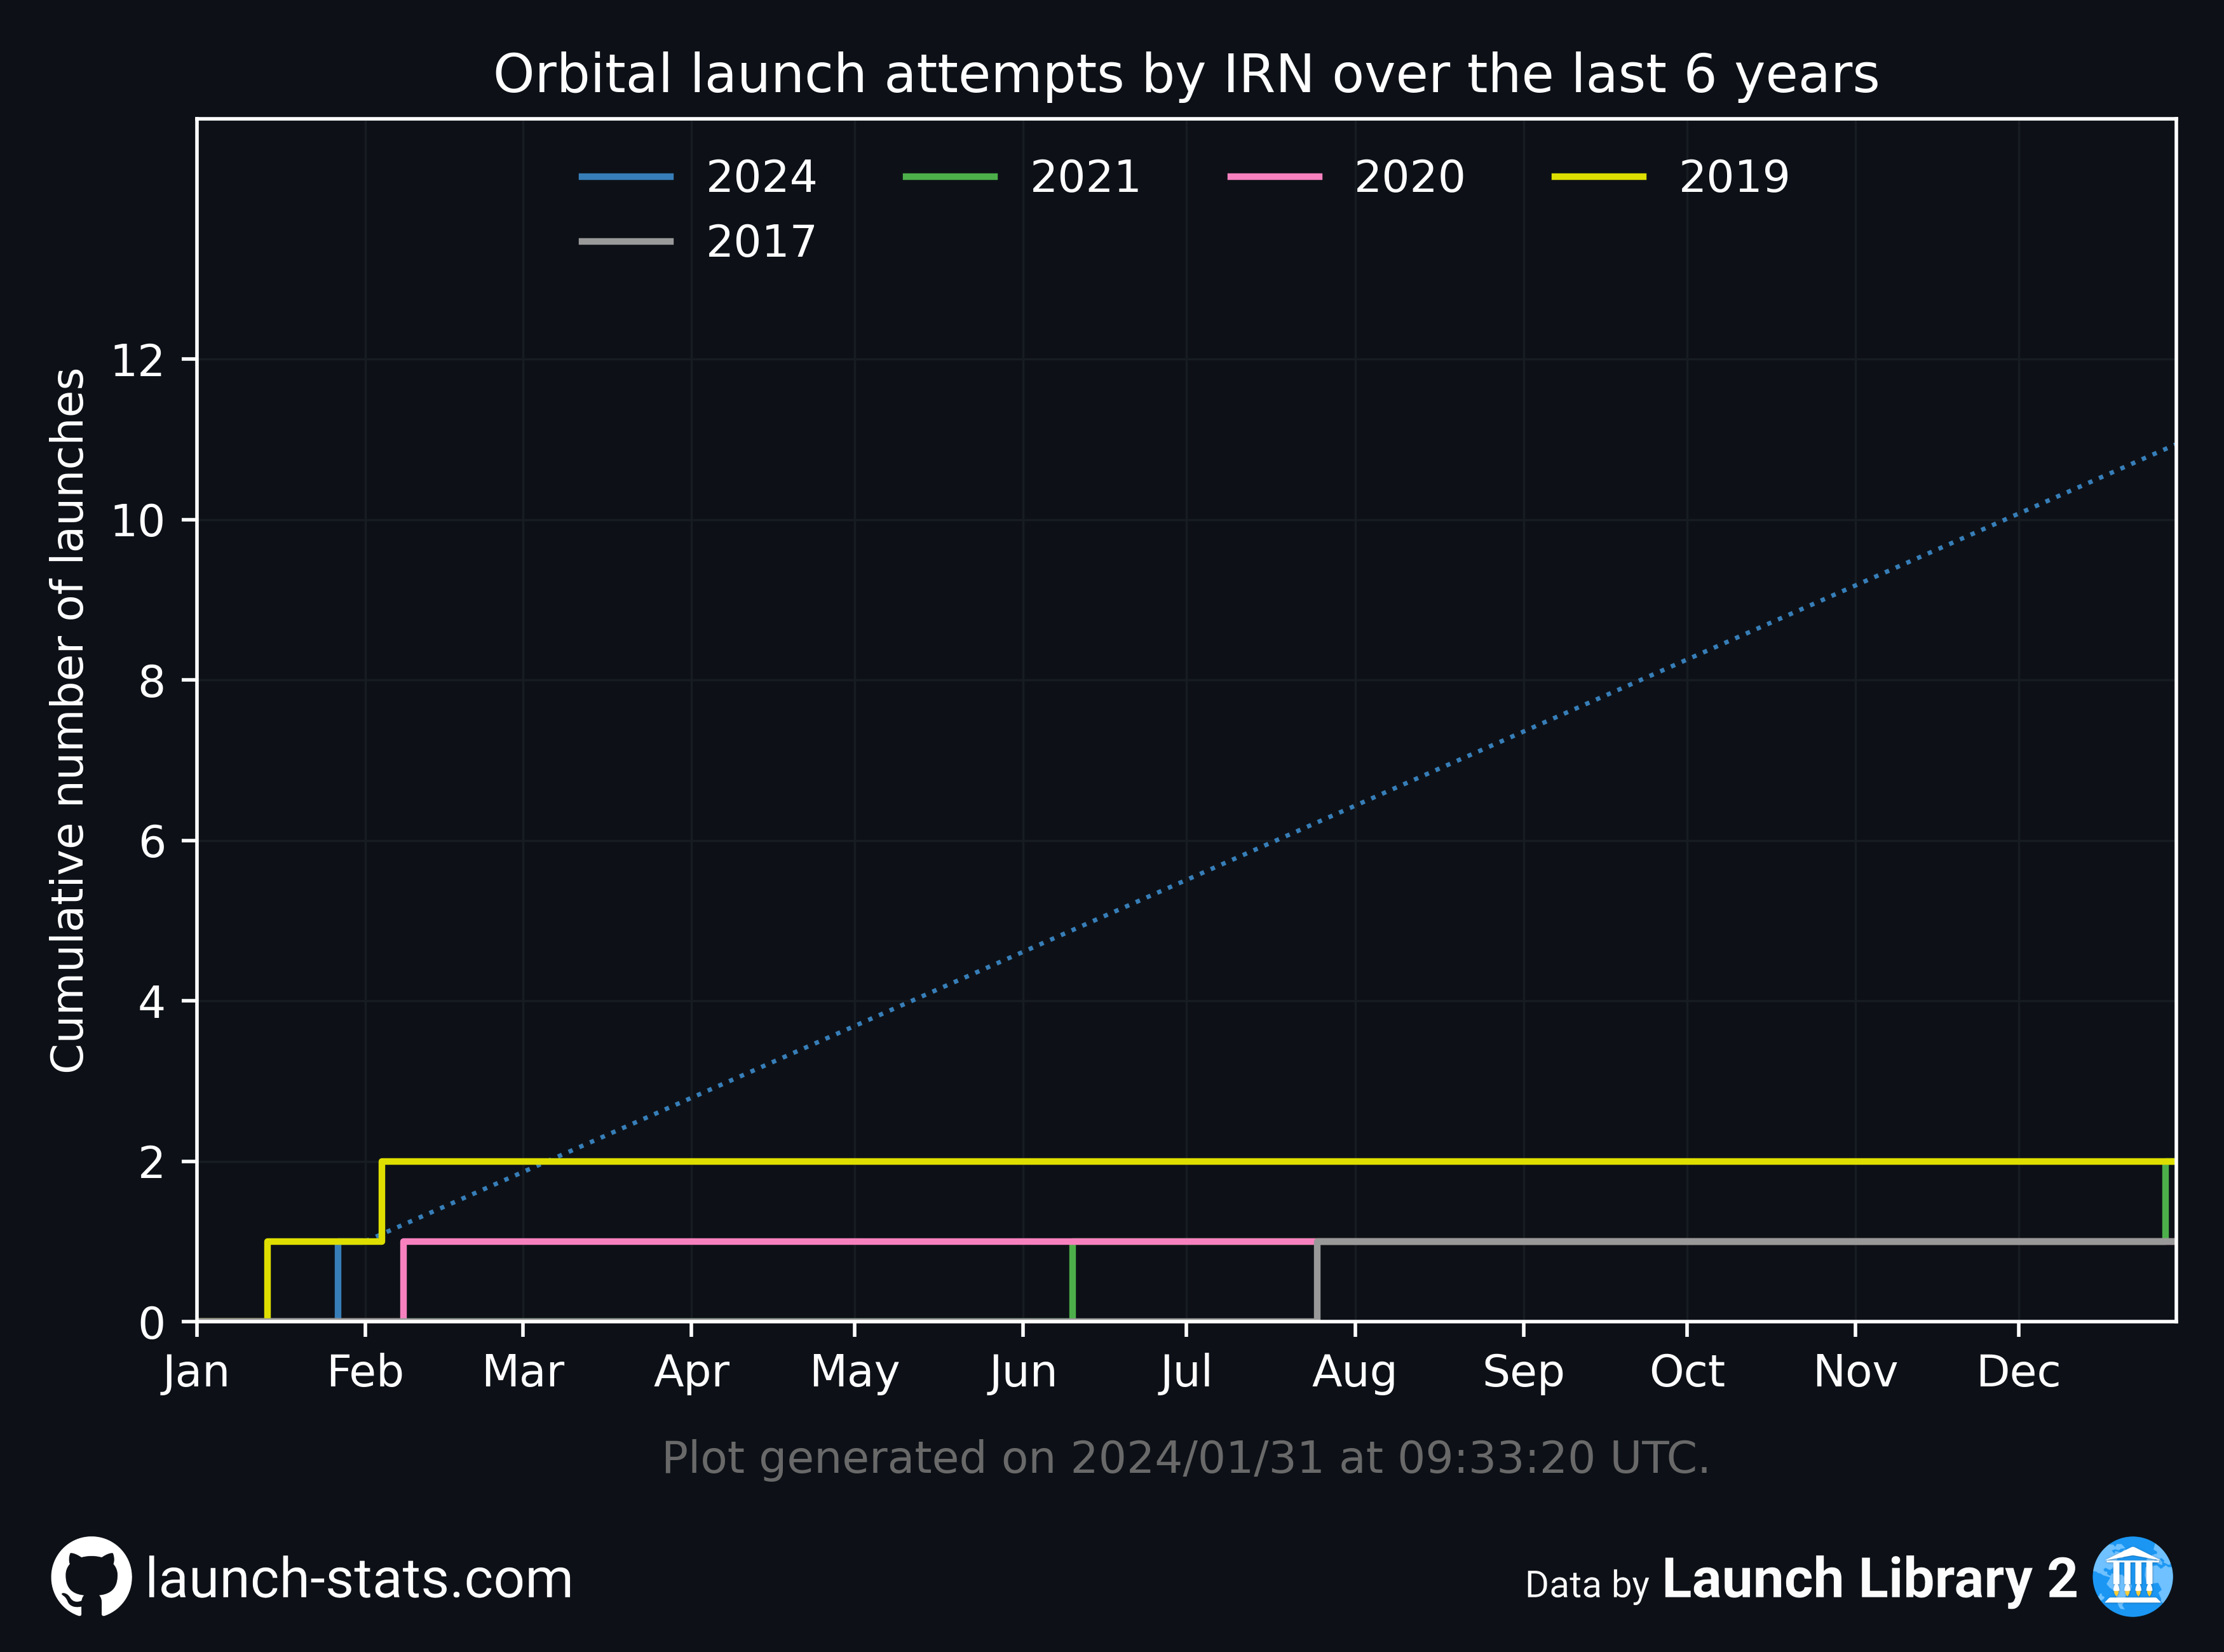 Orbital launch attempts by IRN over the last 6 years
2024 2021 2020 2019
2017
Cumulative number of launches
12
10
8
6
4
2
0
Jan Feb Mar Apr May Jun Jul Aug Sep Oct Nov Dec
Plot generated on 2024/01/31 at 09:33:20 UTC.
launch-stats.com
Data by Launch Library 2